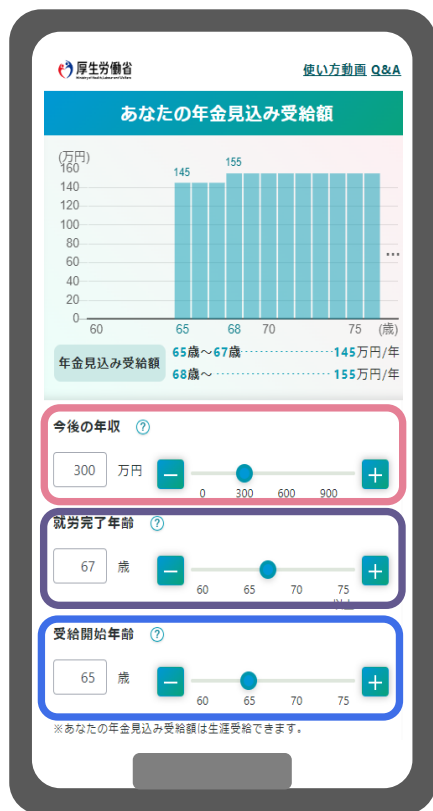 厚生労働省
Ministry of Health, Labour and Welfare
使い方動画 Q&A
あなたの年金見込み受給額
(万円)
160
140
120
100
80
60
40
20
0
145
155
...
60 65 68 70 75 (歳)
年金見込み受給額
65歳～67歳 145万円/年
68歳～ 155万円/年
今後の年収 ?
300 万円 − +
0 300 600 900
就労完了年齢 ?
67 歳 − +
60 65 70 75
受給開始年齢 ?
65 歳 − +
60 65 70 75
※あなたの年金見込み受給額は生涯受給できます。